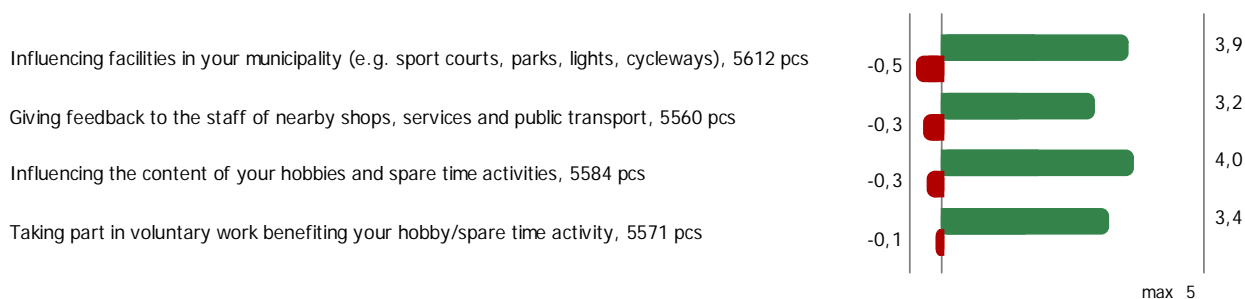 Influencing facilities in your municipality (e.g. sport courts, parks, lights, cycleways), 5612 pcs
-0,5
3,9
Giving feedback to the staff of nearby shops, services and public transport, 5560 pcs
-0,3
3,2
Influencing the content of your hobbies and spare time activities, 5584 pcs
-0,3
4,0
Taking part in voluntary work benefiting your hobby/spare time activity, 5571 pcs
-0,1
3,4
max 5